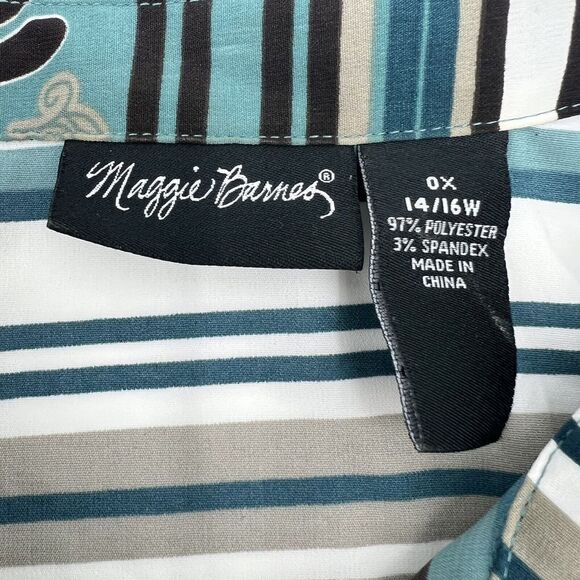 Maggie Barnes®
0X
14/16W
97% POLYESTER
3% SPANDEX
MADE IN
CHINA